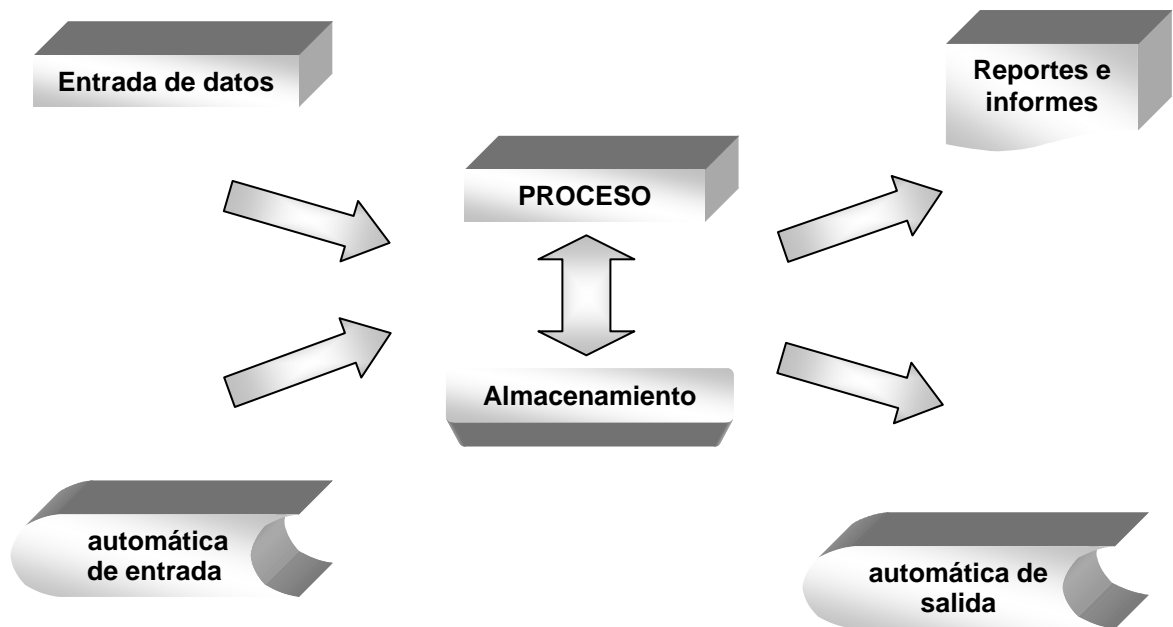 Entrada de datos
Reportes e
informes
PROCESO
Almacenamiento
automática
de entrada
automática de
salida